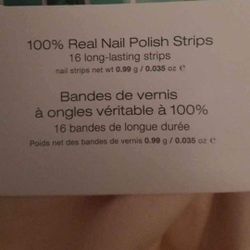 100% Real Nail Polish Strips
16 long-lasting strips
nail strips net wt 0.99 g / 0.035 oz ℮
Bandes de vernis
à ongles véritable à 100%
16 bandes de longue durée
Poids net des bandes de vernis 0.99 g / 0.035 oz ℮